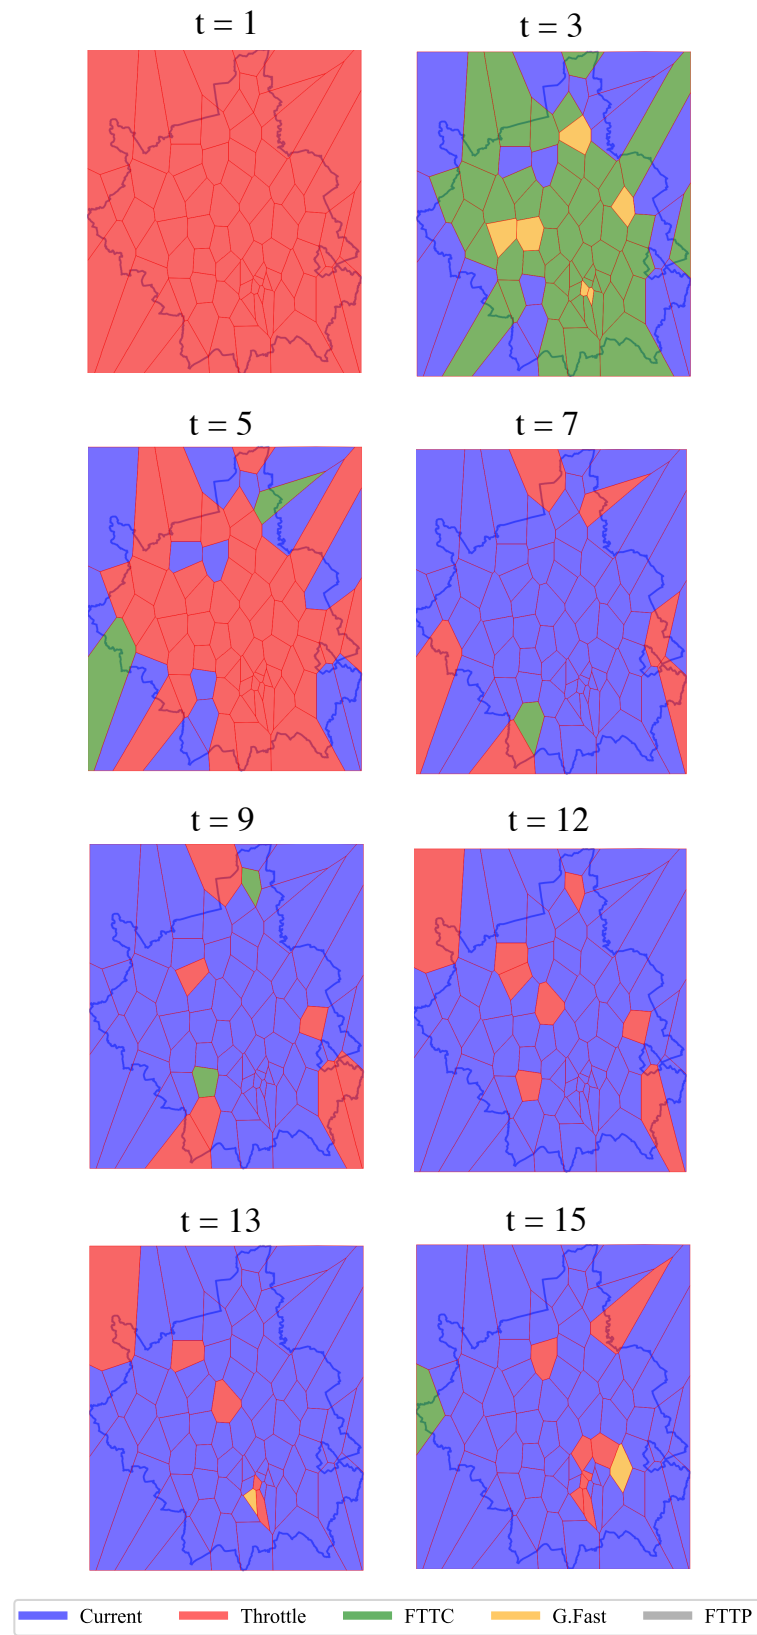 t = 1
t = 3
t = 5
t = 7
t = 9
t = 12
t = 13
t = 15
Current Throttle FTTC G.Fast FTTP